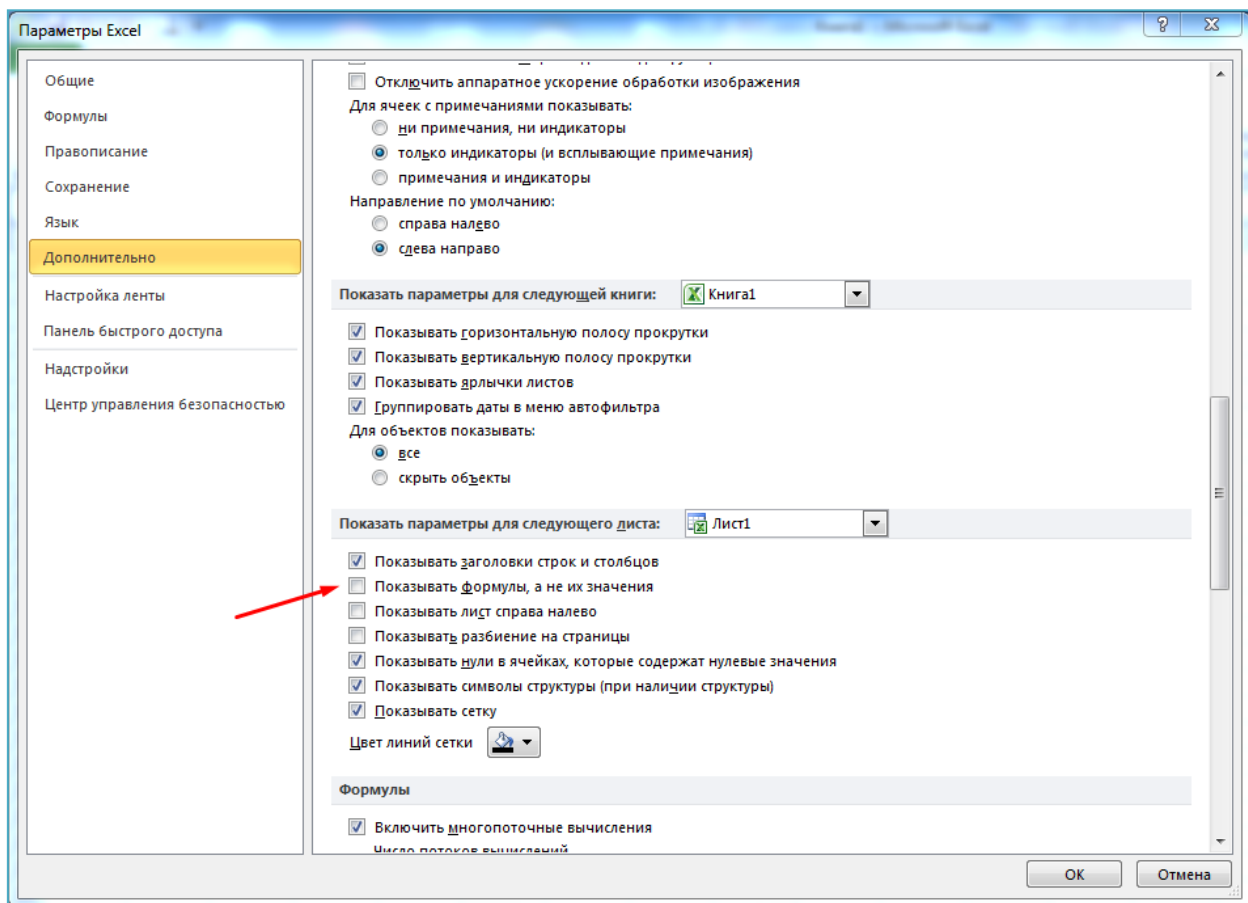 Параметры Excel
Общие
Формулы
Правописание
Сохранение
Язык
Дополнительно
Настройка ленты
Панель быстрого доступа
Надстройки
Центр управления безопасностью
Отключить аппаратное ускорение обработки изображения
Для ячеек с примечаниями показывать:
ни примечания, ни индикаторы
только индикаторы (и всплывающие примечания)
примечания и индикаторы
Направление по умолчанию:
справа налево
слева направо
Показать параметры для следующей книги: Книга1
Показывать горизонтальную полосу прокрутки
Показывать вертикальную полосу прокрутки
Показывать ярлычки листов
Группировать даты в меню автофильтра
Для объектов показывать:
все
скрыть объекты
Показать параметры для следующего листа: Лист1
Показывать заголовки строк и столбцов
Показывать формулы, а не их значения
Показывать лист справа налево
Показывать разбиение на страницы
Показывать нули в ячейках, которые содержат нулевые значения
Показывать символы структуры (при наличии структуры)
Показывать сетку
Цвет линий сетки
Формулы
Включить многопоточные вычисления
Число потоков вычислений
ОК Отмена